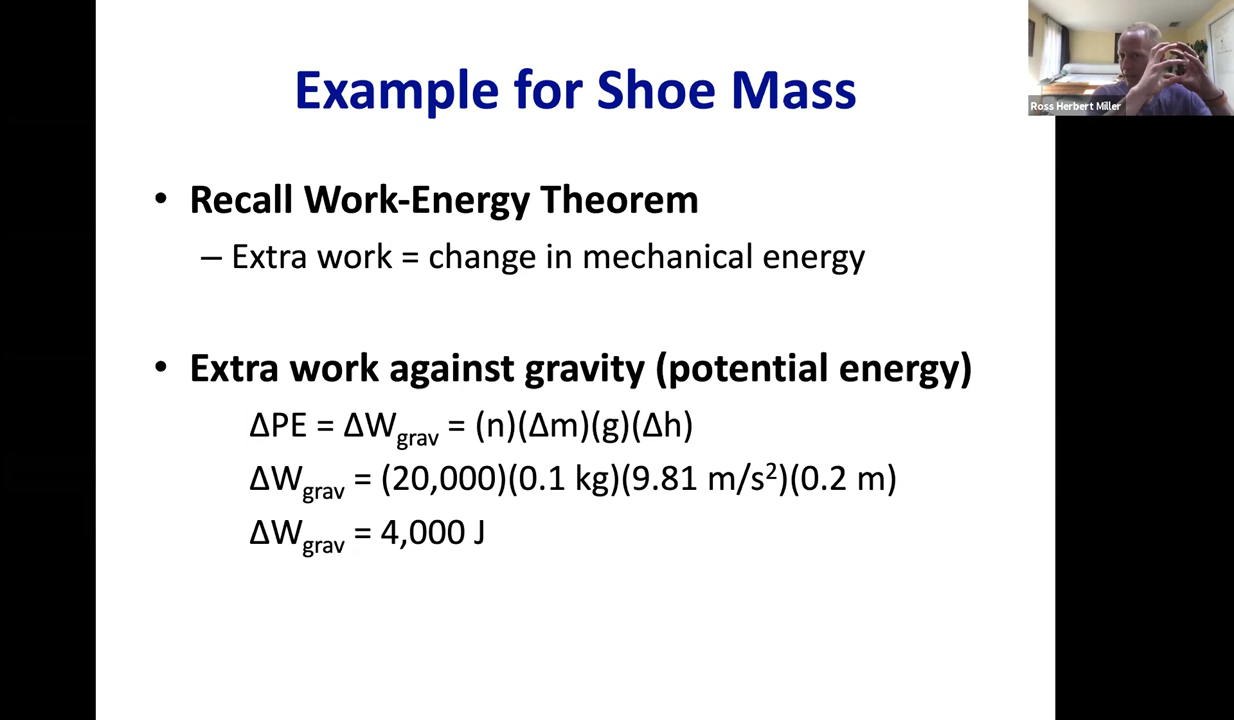 Example for Shoe Mass
Ross Herbert Miller
• Recall Work-Energy Theorem
– Extra work = change in mechanical energy
• Extra work against gravity (potential energy)
ΔPE = ΔWgrav = (n)(Δm)(g)(Δh)
ΔWgrav = (20,000)(0.1 kg)(9.81 m/s²)(0.2 m)
ΔWgrav = 4,000 J